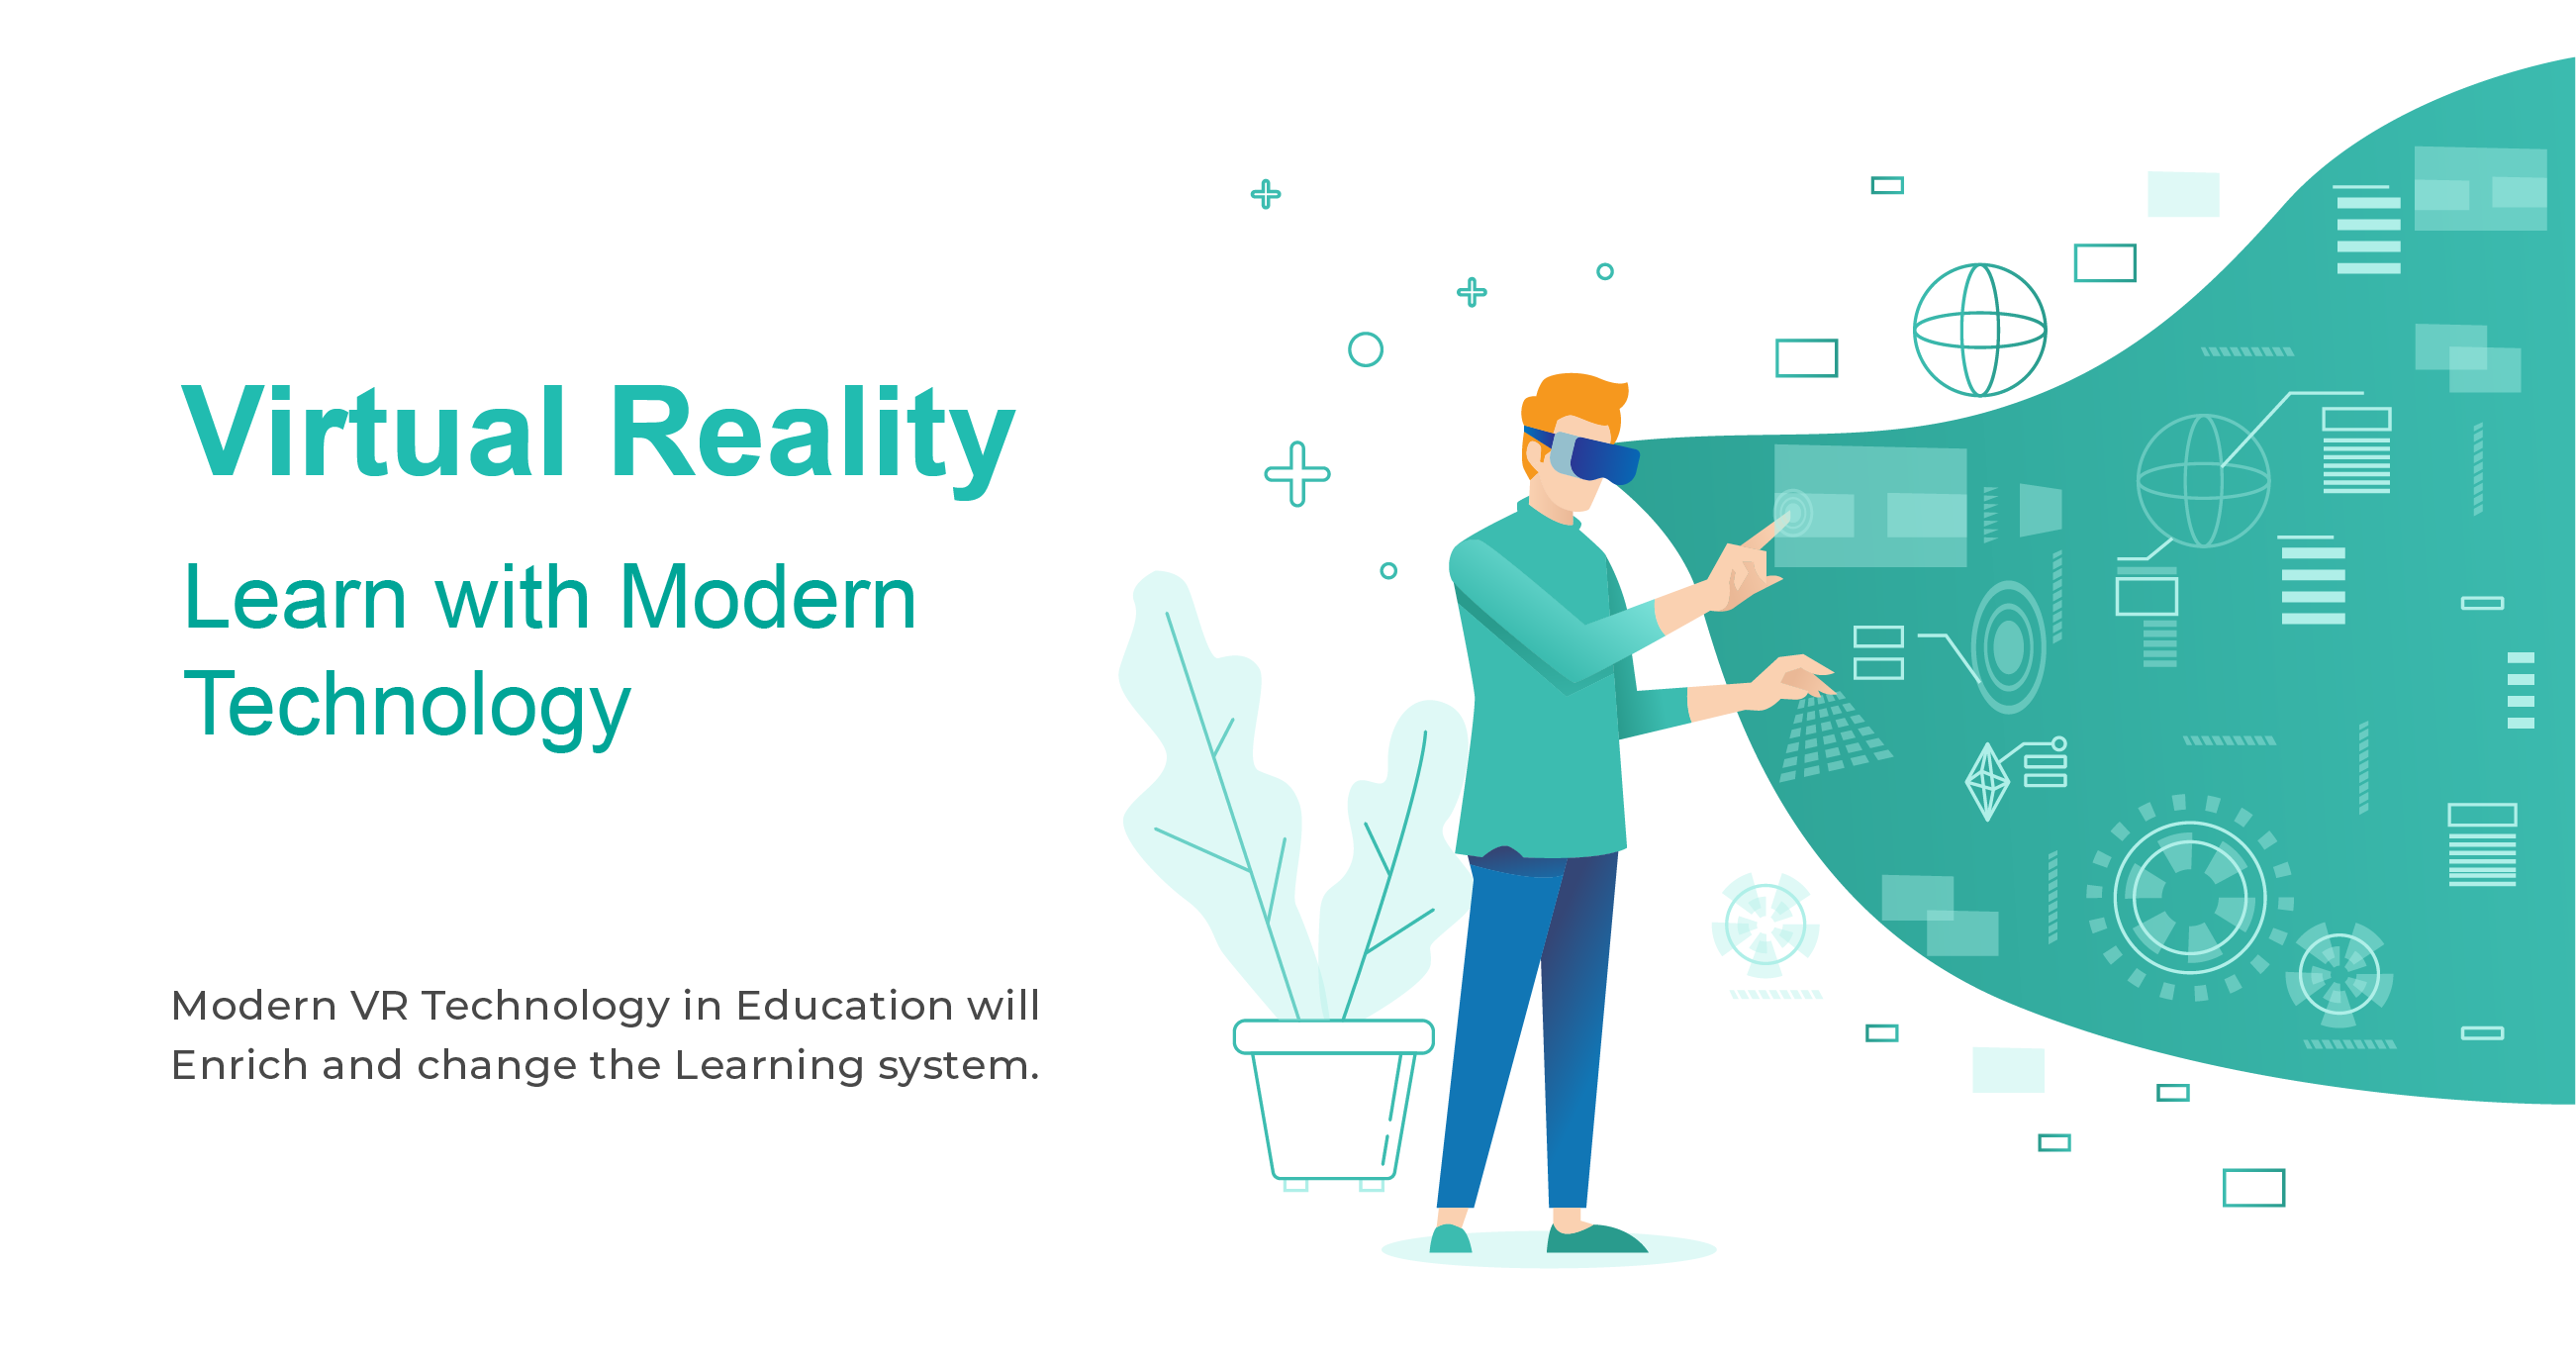 Virtual Reality
Learn with Modern
Technology
Modern VR Technology in Education will
Enrich and change the Learning system.